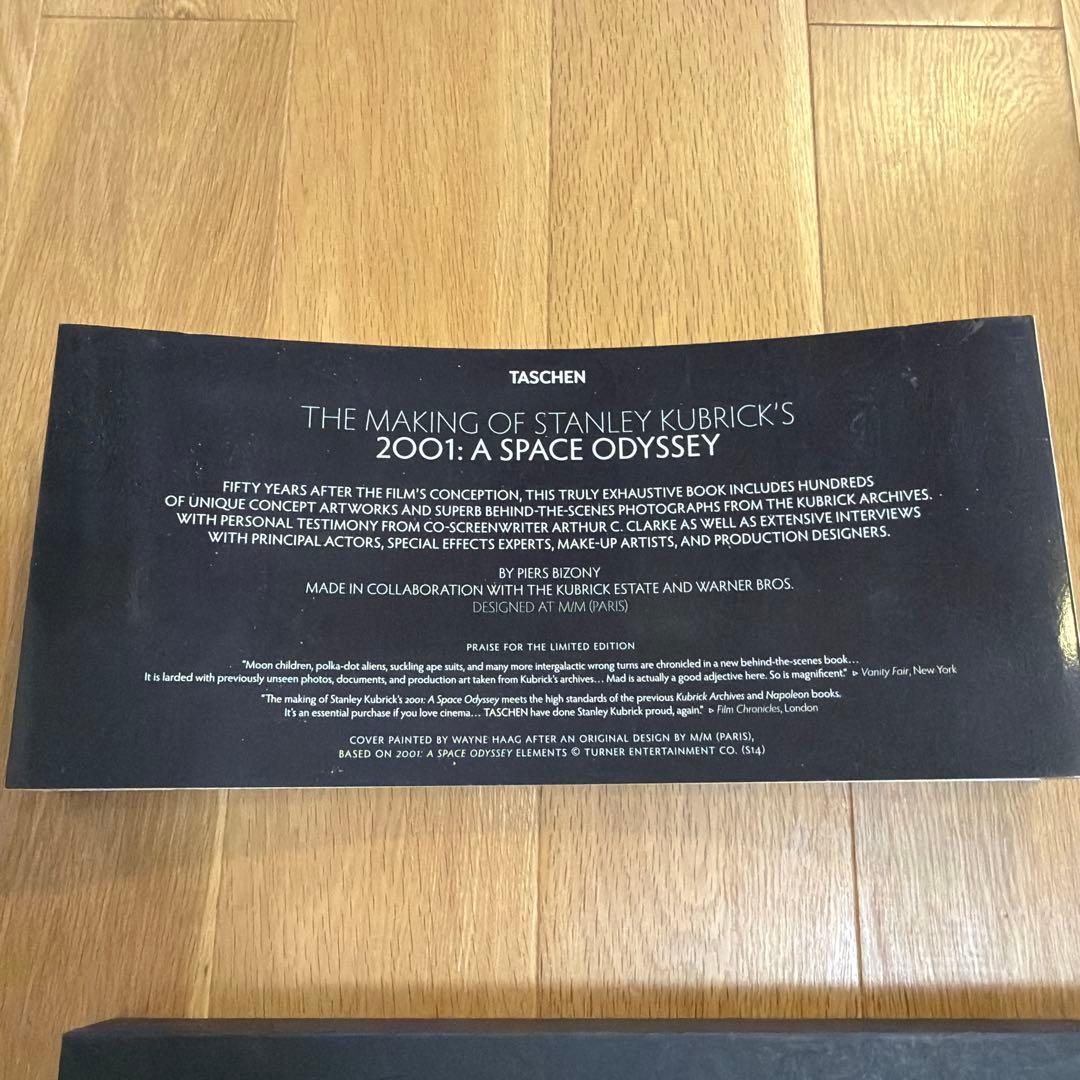 TASCHEN
THE MAKING OF STANLEY KUBRICK'S
2001: A SPACE ODYSSEY
FIFTY YEARS AFTER THE FILM'S CONCEPTION, THIS TRULY EXHAUSTIVE BOOK INCLUDES HUNDREDS
OF UNIQUE CONCEPT ARTWORKS AND SUPERB BEHIND-THE-SCENES PHOTOGRAPHS FROM THE KUBRICK ARCHIVES.
WITH PERSONAL TESTIMONY FROM CO-SCREENWRITER ARTHUR C. CLARKE AS WELL AS EXTENSIVE INTERVIEWS
WITH PRINCIPAL ACTORS, SPECIAL EFFECTS EXPERTS, MAKE-UP ARTISTS, AND PRODUCTION DESIGNERS.
BY PIERS BIZONY
MADE IN COLLABORATION WITH THE KUBRICK ESTATE AND WARNER BROS.
DESIGNED AT M/M (PARIS)
PRAISE FOR THE LIMITED EDITION
"Moon children, polka-dot aliens, suckling ape suits, and many more intergalactic wrong turns are chronicled in a new behind-the-scenes book…
It is larded with previously unseen photos, documents, and production art taken from Kubrick's archives… Mad is actually a good adjective here. So is magnificent." ▹ Vanity Fair, New York
"The making of Stanley Kubrick's 2001: A Space Odyssey meets the high standards of the previous Kubrick Archives and Napoleon books.
It's an essential purchase if you love cinema… TASCHEN have done Stanley Kubrick proud, again." ▹ Film Chronicles, London
COVER PAINTED BY WAYNE HAAG AFTER AN ORIGINAL DESIGN BY M/M (PARIS),
BASED ON 2001: A SPACE ODYSSEY ELEMENTS © TURNER ENTERTAINMENT CO. (S14)